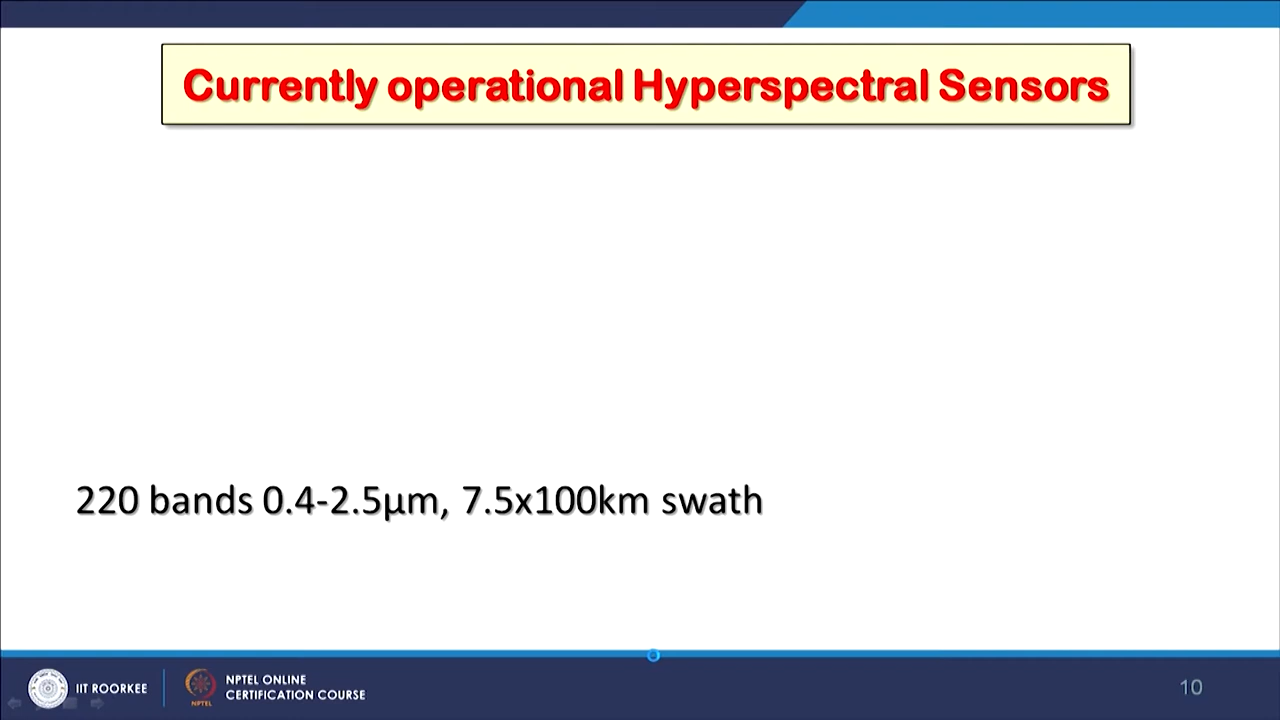 Currently operational Hyperspectral Sensors
220 bands 0.4-2.5µm, 7.5x100km swath
IIT ROORKEE
NPTEL
NPTEL ONLINE
CERTIFICATION COURSE
10